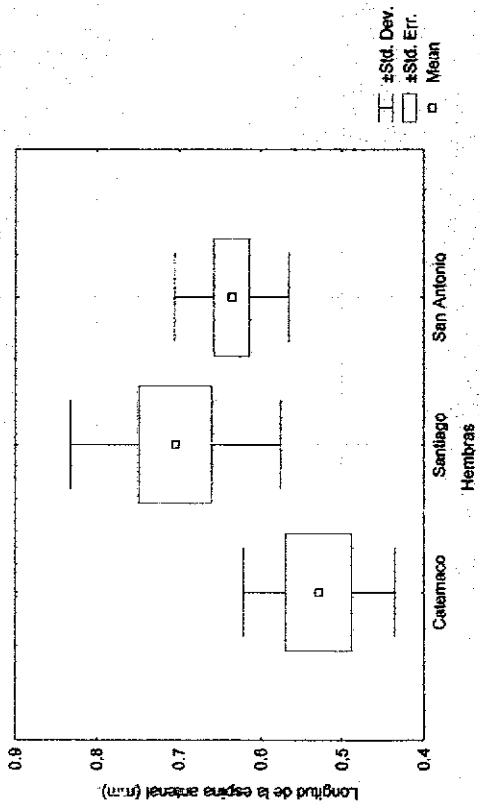 Longitud de la espina antenal (mm)
0,9
0,8
0,7
0,6
0,5
0,4
Catemaco
Santiago
San Antonio
Hembras
±Std. Dev.
±Std. Err.
Mean